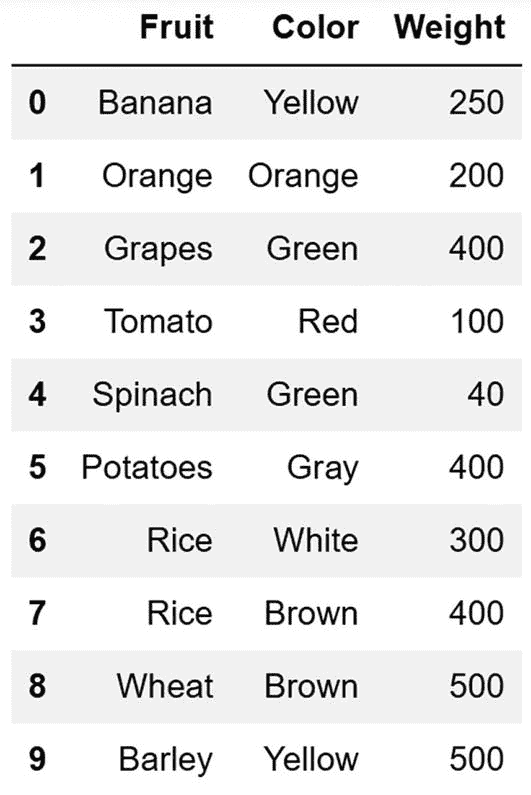 Fruit Color Weight
0 Banana Yellow 250
1 Orange Orange 200
2 Grapes Green 400
3 Tomato Red 100
4 Spinach Green 40
5 Potatoes Gray 400
6 Rice White 300
7 Rice Brown 400
8 Wheat Brown 500
9 Barley Yellow 500